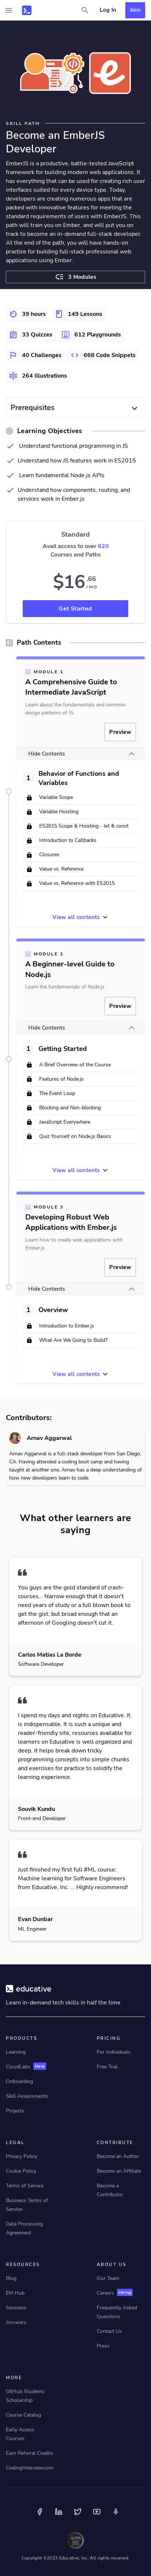 Log In
Join
SKILL PATH
Become an EmberJS
Developer
EmberJS is a productive, battle-tested JavaScript
framework for building modern web applications. It
has everything that can be used for smooth and rich
interfaces suited for any device type. Today,
developers are creating numerous apps that are
innovative and generate features that have stood up
the standard requirements of users with EmberJS. This
will train you on Ember, and will put you well on
track to become an in-demand full-stack developer.
At the end of the path, you will have hands-on
practice building full-stack, professional web
applications using Ember.
3 Modules
39 hours
149 Lessons
33 Quizzes
612 Playgrounds
40 Challenges
668 Code Snippets
264 Illustrations
Prerequisites
Learning Objectives
Understand functional programming in JS
Understand how JS features work in ES2015
Learn fundamental Node.js APIs
Understand how components, routing, and
services work in Ember.js
Standard
Avail access to over 620
Courses and Paths
$16.66
/ MO
Get Started
Path Contents
MODULE 1
A Comprehensive Guide to
Intermediate JavaScript
Learn about the fundamentals and common
design patterns of JS.
Preview
Hide Contents
1
Behavior of Functions and
Variables
Variable Scope
Variable Hoisting
ES2015 Scope & Hoisting - let & const
Introduction to Callbacks
Closures
Value vs. Reference
Value vs. Reference with ES2015
View all contents
MODULE 2
A Beginner-level Guide to
Node.js
Learn the fundamentals of Node.js.
Preview
Hide Contents
1
Getting Started
A Brief Overview of the Course
Features of Node.js
The Event Loop
Blocking and Non-blocking
JavaScript Everywhere
Quiz Yourself on Node.js Basics
View all contents
MODULE 3
Developing Robust Web
Applications with Ember.js
Learn how to create web applications with
Ember.js.
Preview
Hide Contents
1
Overview
Introduction to Ember.js
What Are We Going to Build?
View all contents
Contributors:
Arnav Aggarwal
Arnav Aggarwal is a full-stack developer from San Diego,
CA. Having attended a coding boot camp and having
taught at another one, Arnav has a deep understanding of
how new developers learn to code.
What other learners are
saying
You guys are the gold standard of crash-
courses... Narrow enough that it doesn't
need years of study or a full blown book to
get the gist, but broad enough that an
afternoon of Googling doesn't cut it.
Carlos Matias La Borde
Software Developer
I spend my days and nights on Educative. It
is indispensable. It is such a unique and
reader-friendly site, resources available for
learners on Educative is well organized and
deep. It helps break down tricky
programming concepts into simple chunks
and exercises or problems to solidify the
learning experience.
Souvik Kundu
Front-end Developer
Just finished my first full #ML course:
Machine learning for Software Engineers
from Educative, Inc. ... Highly recommend!
Evan Dunbar
ML Engineer
educative
Learn in-demand tech skills in half the time
PRODUCTS
Learning
CloudLabs New
Onboarding
Skill Assessments
Projects
PRICING
For Individuals
Free Trial
LEGAL
Privacy Policy
Cookie Policy
Terms of Service
Business Terms of
Service
Data Processing
Agreement
CONTRIBUTE
Become an Author
Become an Affiliate
Become a
Contributor
RESOURCES
Blog
EM Hub
Sessions
Answers
ABOUT US
Our Team
Careers Hiring
Frequently Asked
Questions
Contact Us
Press
MORE
GitHub Students
Scholarship
Course Catalog
Early Access
Courses
Earn Referral Credits
CodingInterview.com
Copyright ©2023 Educative, Inc. All rights reserved.